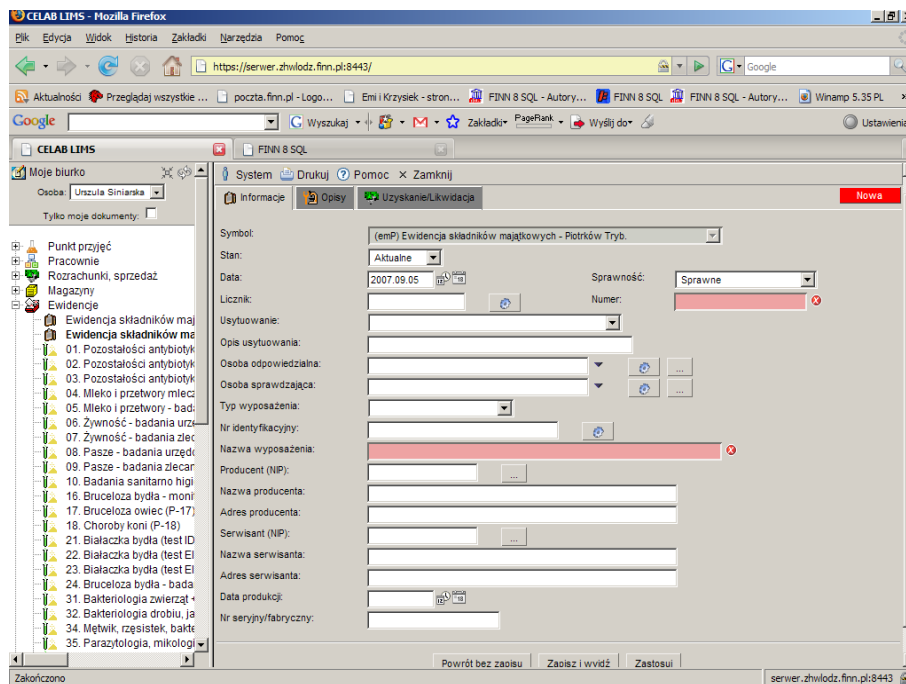 CELAB LIMS - Mozilla Firefox
Plik Edycja Widok Historia Zakładki Narzędzia Pomoc
https://serwer.zhwlodz.finn.pl:8443/ Google
Aktualności Przeglądaj wszystkie ... poczta.finn.pl - Logo... Emi i Krzysiek - stron... FINN 8 SQL - Autory... FINN 8 SQL FINN 8 SQL - Autory... Winamp 5.35 PL
Google Wyszukaj Zakładki PageRank Wyślij do Ustawienia
CELAB LIMS FINN 8 SQL
Moje biurko System Drukuj Pomoc Zamknij
Osoba: Urszula Siniarska Informacje Opisy Uzyskanie/Likwidacja Nowa
Tylko moje dokumenty:
Punkt przyjęć
Pracownie
Rozrachunki, sprzedaż
Magazyny
Ewidencje
Ewidencja składników maj
Ewidencja składników ma
01. Pozostałości antybiotyk
02. Pozostałości antybiotyk
03. Pozostałości antybiotyk
04. Mleko i przetwory mlecz
05. Mleko i przetwory - bad
06. Żywność - badania urzę
07. Żywność - badania zlec
08. Pasze - badania urzędo
09. Pasze - badania zlecan
10. Badania sanitarno higi
16. Bruceloza bydła - moni
17. Bruceloza owiec (P-17)
18. Choroby koni (P-18)
21. Białaczka bydła (test ID
22. Białaczka bydła (test El
23. Białaczka bydła (test El
24. Bruceloza bydła - bada
31. Bakteriologia zwierząt +
32. Bakteriologia drobiu, ja
34. Mętwik, rzęsistek, bakte
35. Parazytologia, mikologi
Symbol: (emP) Ewidencja składników majątkowych - Piotrków Tryb.
Stan: Aktualne
Data: 2007.09.05 Sprawność: Sprawne
Licznik: Numer:
Usytuowanie:
Opis usytuowania:
Osoba odpowiedzialna: ...
Osoba sprawdzająca: ...
Typ wyposażenia:
Nr identyfikacyjny:
Nazwa wyposażenia:
Producent (NIP): ...
Nazwa producenta:
Adres producenta:
Serwisant (NIP): ...
Nazwa serwisanta:
Adres serwisanta:
Data produkcji:
Nr seryjny/fabryczny:
Powrót bez zapisu Zapisz i wyjdź Zastosuj
Zakończono serwer.zhwlodz.finn.pl:8443